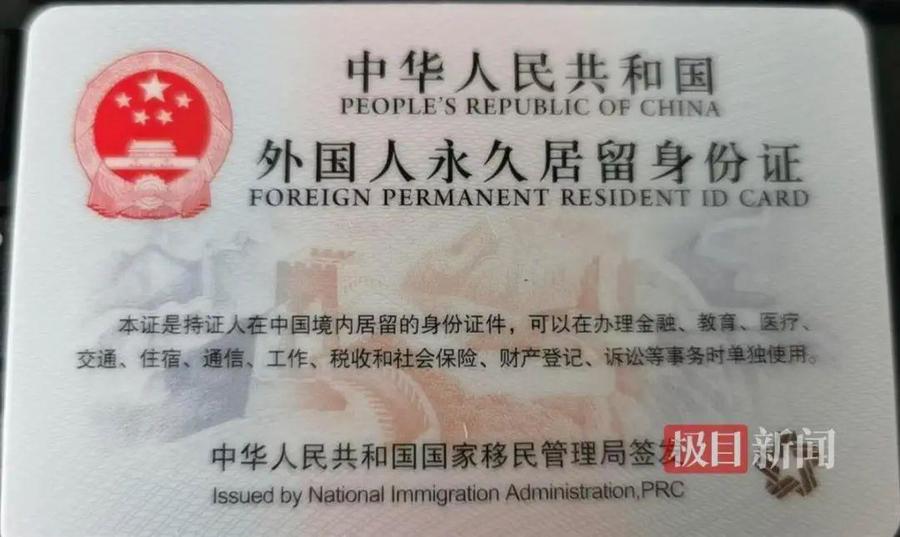 中华人民共和国
PEOPLE'S REPUBLIC OF CHINA
外国人永久居留身份证
FOREIGN PERMANENT RESIDENT ID CARD
本证是持证人在中国境内居留的身份证件，可以在办理金融、教育、医疗、
交通、住宿、通信、工作、税收和社会保险、财产登记、诉讼等事务时单独使用。
中华人民共和国国家移民管理局签发
极目新闻
Issued by National Immigration Administration,PRC